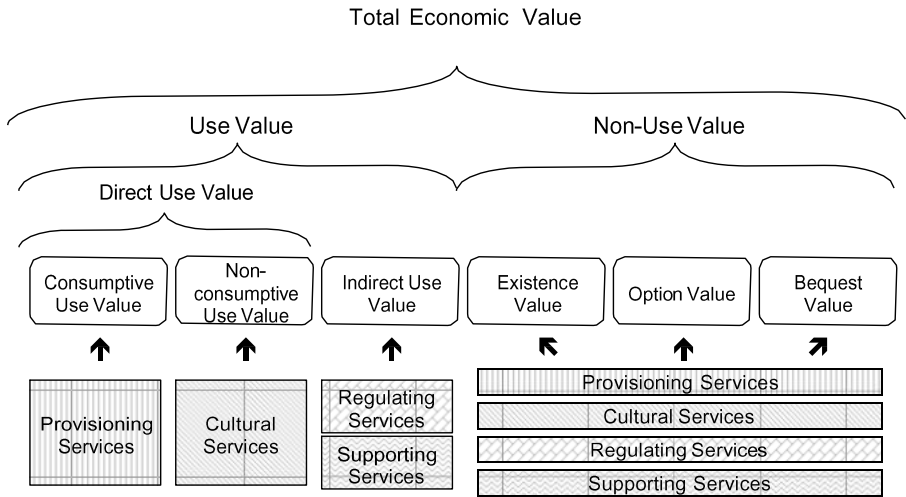 Total Economic Value
Use Value
Non-Use Value
Direct Use Value
Consumptive
Use Value
Non-
consumptive
Use Value
Indirect Use
Value
Existence
Value
Option Value
Bequest
Value
Provisioning
Services
Cultural
Services
Regulating
Services
Supporting
Services
Provisioning Services
Cultural Services
Regulating Services
Supporting Services